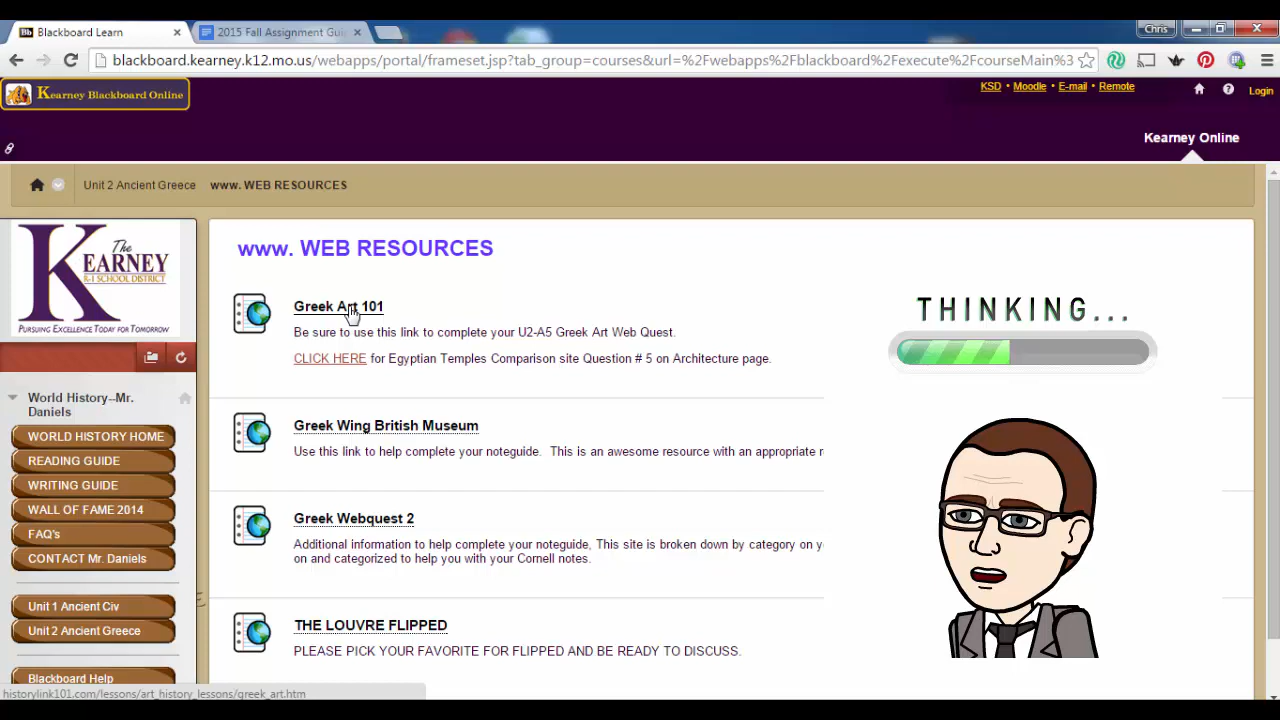 Blackboard Learn
2015 Fall Assignment Gui
Chris
blackboard.kearney.k12.mo.us/webapps/portal/frameset.jsp?tab_group=courses&url=%2Fwebapps%2Fblackboard%2Fexecute%2FcourseMain%3
Kearney Blackboard Online
KSD • Moodle • E-mail • Remote
Login
Kearney Online
Unit 2 Ancient Greece www. WEB RESOURCES
The
KEARNEY
R-1 SCHOOL DISTRICT
PURSUING EXCELLENCE TODAY FOR TOMORROW
World History--Mr.
Daniels
WORLD HISTORY HOME
READING GUIDE
WRITING GUIDE
WALL OF FAME 2014
FAQ's
CONTACT Mr. Daniels
Unit 1 Ancient Civ
Unit 2 Ancient Greece
Blackboard Help
www. WEB RESOURCES
Greek Art 101
Be sure to use this link to complete your U2-A5 Greek Art Web Quest.
CLICK HERE for Egyptian Temples Comparison site Question # 5 on Architecture page.
Greek Wing British Museum
Use this link to help complete your noteguide. This is an awesome resource with an appropriate r
Greek Webquest 2
Additional information to help complete your noteguide, This site is broken down by category on y
on and categorized to help you with your Cornell notes.
THE LOUVRE FLIPPED
PLEASE PICK YOUR FAVORITE FOR FLIPPED AND BE READY TO DISCUSS.
THINKING...
historylink101.com/lessons/art_history_lessons/greek_art.htm